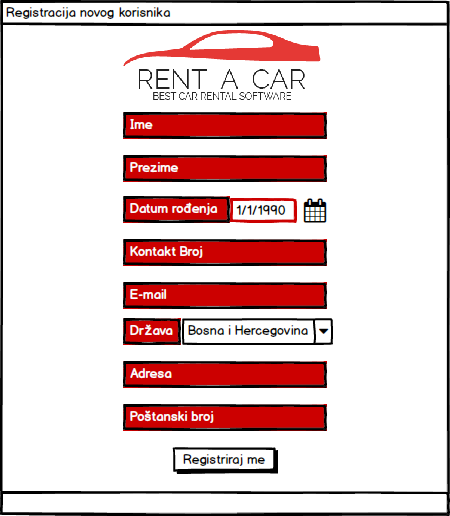 Registracija novog korisnika
RENT A CAR
BEST CAR RENTAL SOFTWARE
Ime
Prezime
Datum rođenja 1/1/1990
Kontakt Broj
E-mail
Država Bosna i Hercegovina
Adresa
Poštanski broj
Registriraj me